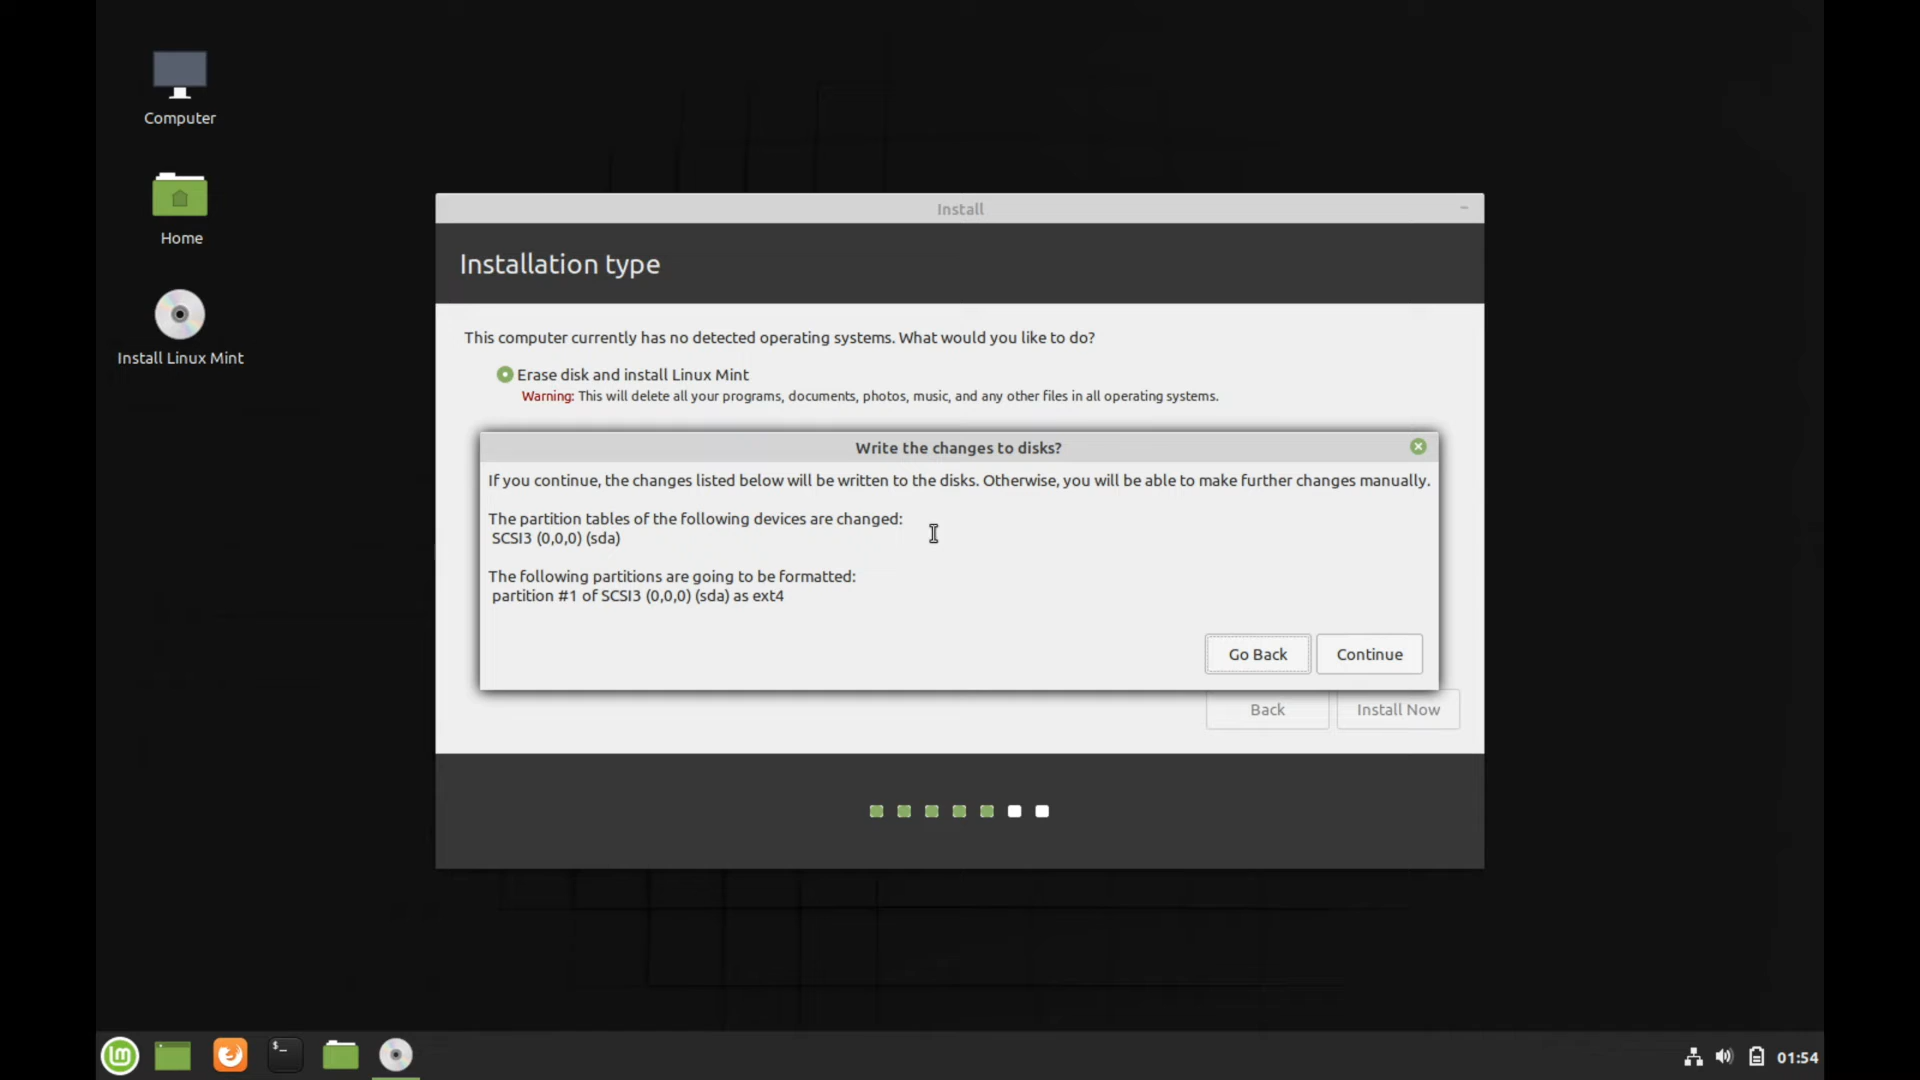 Computer
Home
Install Linux Mint
Install
Installation type
This computer currently has no detected operating systems. What would you like to do?
Erase disk and install Linux Mint
Warning: This will delete all your programs, documents, photos, music, and any other files in all operating systems.
Write the changes to disks?
If you continue, the changes listed below will be written to the disks. Otherwise, you will be able to make further changes manually.
The partition tables of the following devices are changed:
SCSI3 (0,0,0) (sda)
The following partitions are going to be formatted:
partition #1 of SCSI3 (0,0,0) (sda) as ext4
Go Back Continue
Back Install Now
$_
01:54